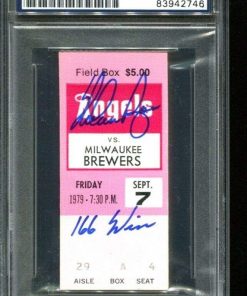 83942746
Field Box $5.00
Angels
VS.
MILWAUKEE
BREWERS
FRIDAY SEPT.
1979 - 7:30 P.M. 7
166 Win
29 A 4
AISLE BOX SEAT